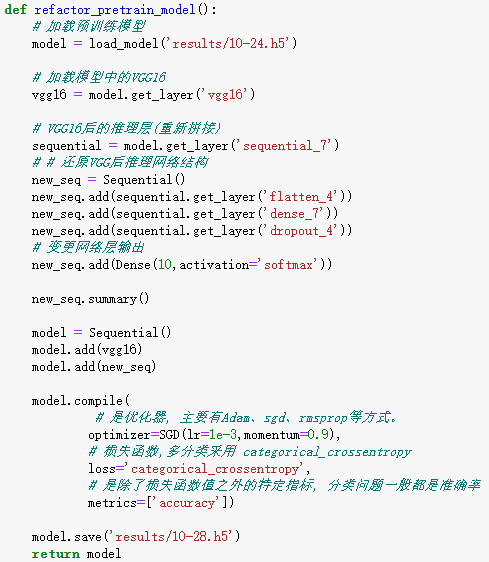 def refactor_pretrain_model():
    # 加载预训练模型
    model = load_model('results/10-24.h5')

    # 加载模型中的VGG16
    vgg16 = model.get_layer('vgg16')

    # VGG16后的推理层(重新拼接)
    sequential = model.get_layer('sequential_7')
    # # 还原VGG后推理网络结构
    new_seq = Sequential()
    new_seq.add(sequential.get_layer('flatten_4'))
    new_seq.add(sequential.get_layer('dense_7'))
    new_seq.add(sequential.get_layer('dropout_4'))
    # 变更网络层输出
    new_seq.add(Dense(10,activation='softmax'))

    new_seq.summary()

    model = Sequential()
    model.add(vgg16)
    model.add(new_seq)

    model.compile(
            # 是优化器, 主要有Adam、sgd、rmsprop等方式。
            optimizer=SGD(lr=1e-3,momentum=0.9),
            # 损失函数,多分类采用 categorical_crossentropy
            loss='categorical_crossentropy',
            # 是除了损失函数值之外的特定指标, 分类问题一般都是准确率
            metrics=['accuracy'])

    model.save('results/10-28.h5')
    return model